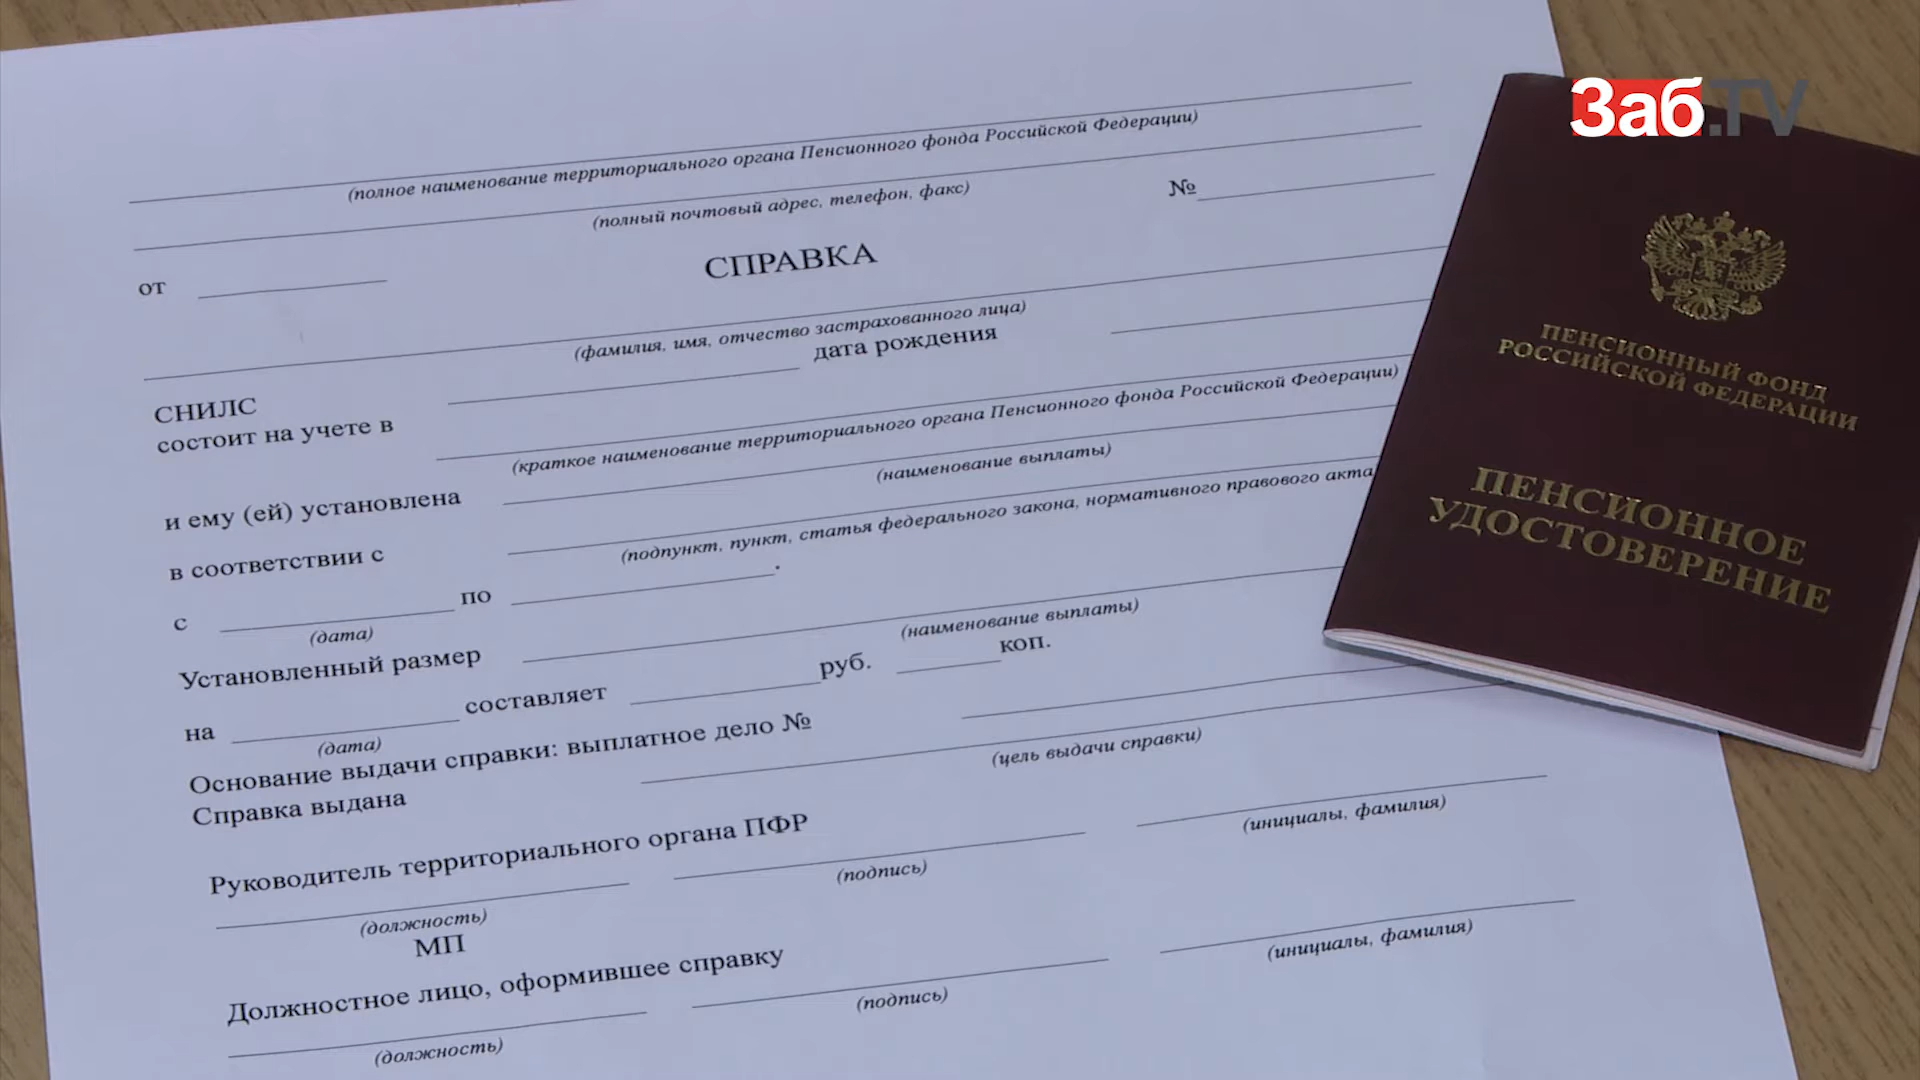 Заб.TV
(полное наименование территориального органа Пенсионного фонда Российской Федерации)
(полный почтовый адрес, телефон, факс)
№
от
СПРАВКА
(фамилия, имя, отчество застрахованного лица)
СНИЛС дата рождения
состоит на учете в
(краткое наименование территориального органа Пенсионного фонда Российской Федерации)
и ему (ей) установлена
(наименование выплаты)
в соответствии с
(подпункт, пункт, статья федерального закона, нормативного правового акта
с по .
(дата)
Установленный размер
(наименование выплаты)
на составляет руб. коп.
(дата)
Основание выдачи справки: выплатное дело №
Справка выдана
(цель выдачи справки)
Руководитель территориального органа ПФР
(должность) (подпись) (инициалы, фамилия)
МП
Должностное лицо, оформившее справку
(должность) (подпись) (инициалы, фамилия)
ПЕНСИОННЫЙ ФОНД
РОССИЙСКОЙ ФЕДЕРАЦИИ
ПЕНСИОННОЕ
УДОСТОВЕРЕНИЕ